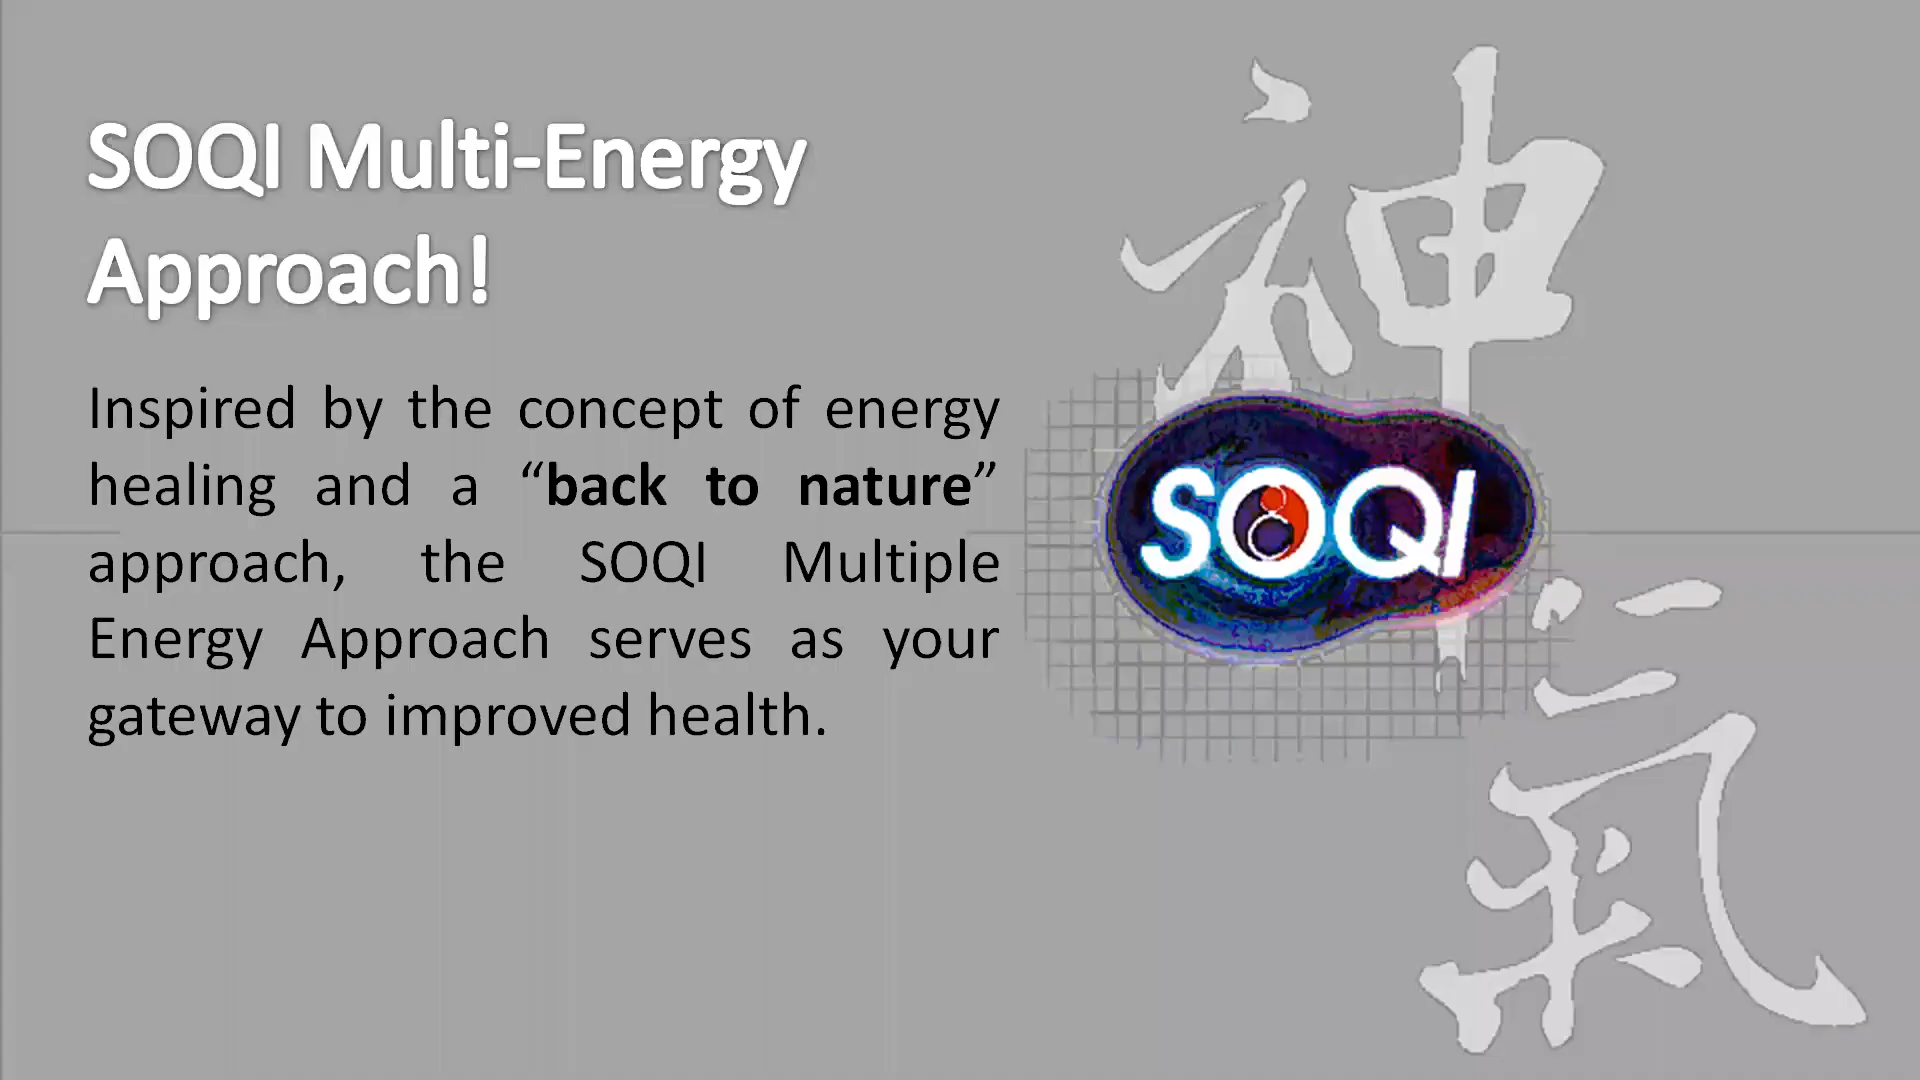 SOQI Multi-Energy
Approach!
Inspired by the concept of energy
healing and a “back to nature”
approach, the SOQI Multiple
Energy Approach serves as your
gateway to improved health.
神
SOQI
氣